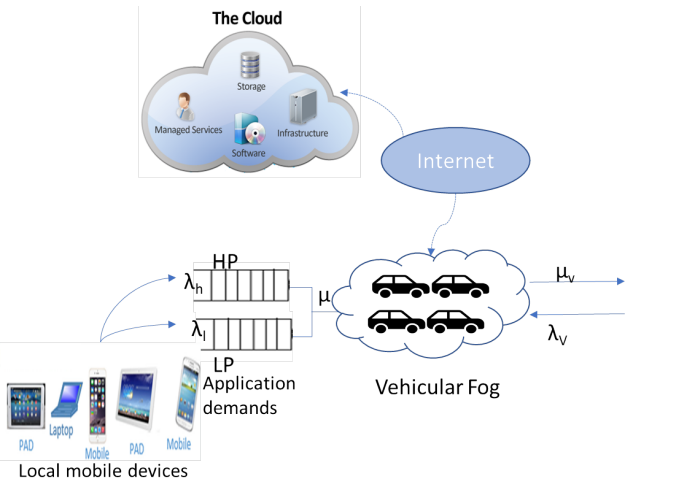 The Cloud
Storage
Managed Services
Infrastructure
Software
Internet
HP
λh
μ
λl
LP
Application
demands
μv
λV
Vehicular Fog
PAD
Laptop
Mobile
PAD
Mobile
Local mobile devices